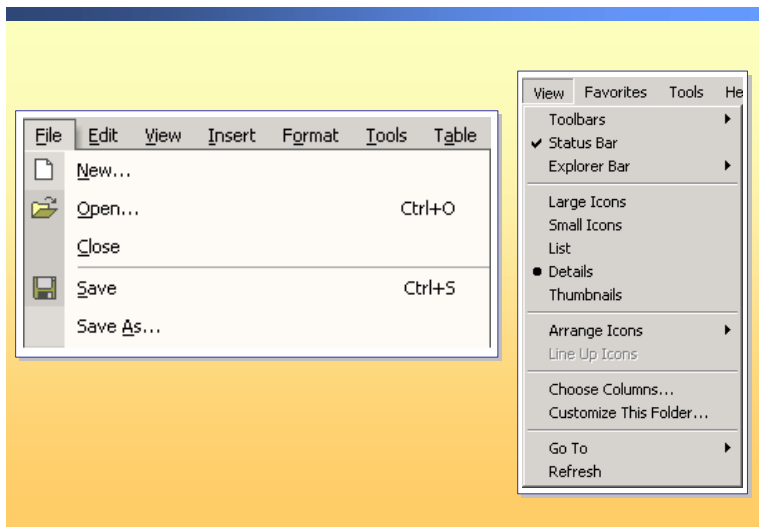 File Edit View Insert Format Tools Table
New...
Open... Ctrl+O
Close
Save Ctrl+S
Save As...
View Favorites Tools He
Toolbars
Status Bar
Explorer Bar
Large Icons
Small Icons
List
Details
Thumbnails
Arrange Icons
Line Up Icons
Choose Columns...
Customize This Folder...
Go To
Refresh